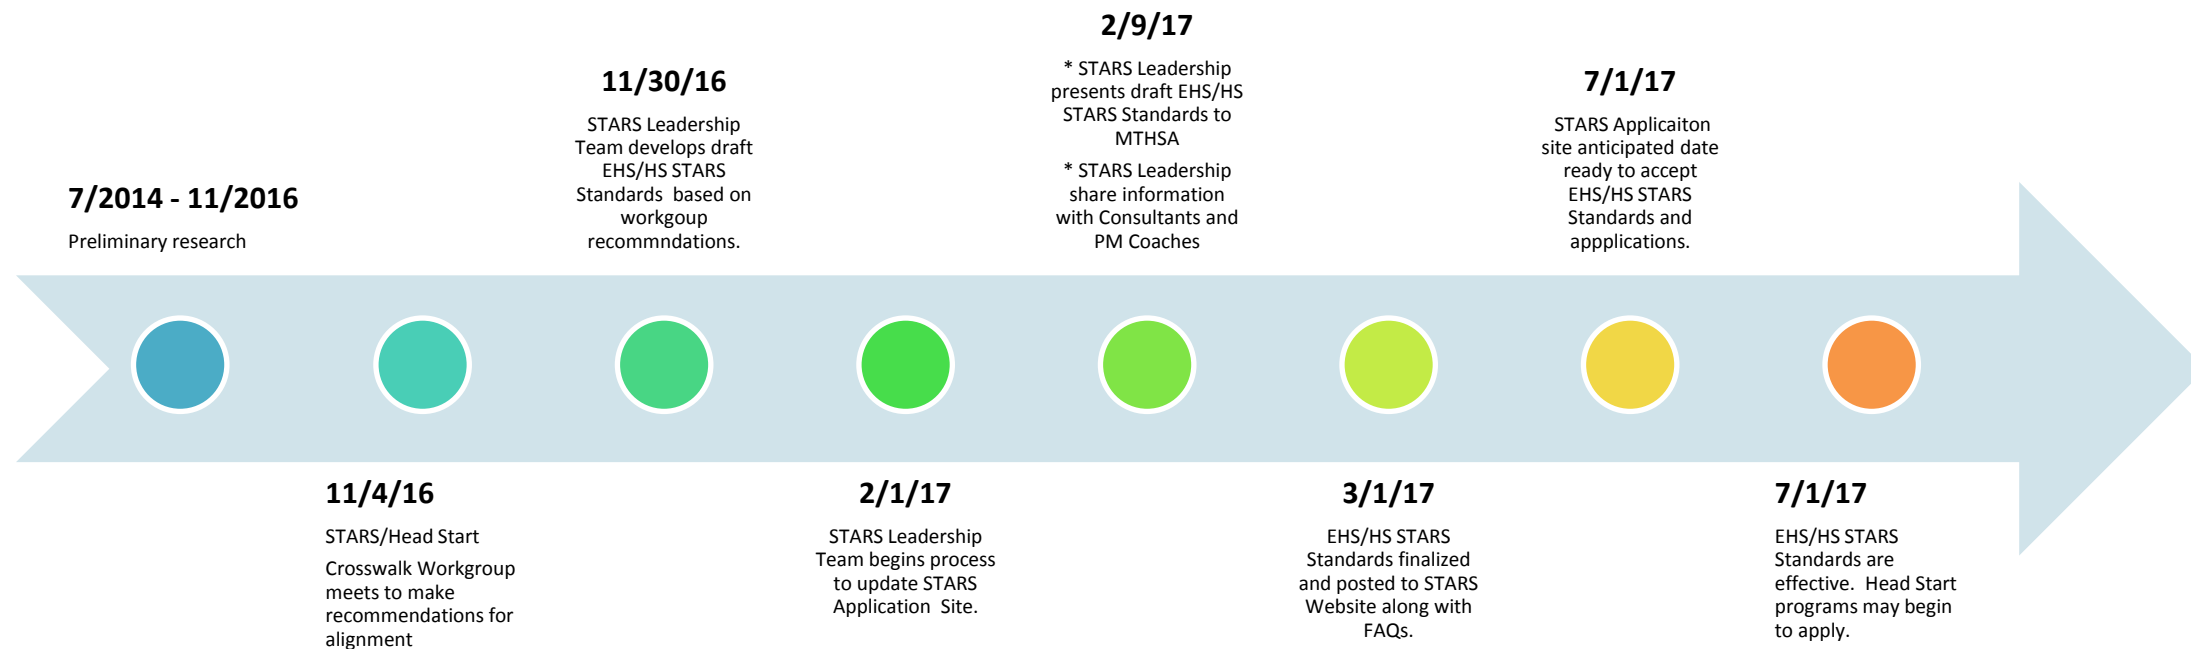 7/2014 - 11/2016
Preliminary research
11/4/16
STARS/Head Start
Crosswalk Workgroup
meets to make
recommendations for
alignment
11/30/16
STARS Leadership
Team develops draft
EHS/HS STARS
Standards  based on
workgoup
recommndations.
2/1/17
STARS Leadership
Team begins process
to update STARS
Application  Site.
2/9/17
* STARS Leadership
presents draft EHS/HS
STARS Standards to
MTHSA
* STARS Leadership
share information
with Consultants and
PM Coaches
3/1/17
EHS/HS STARS
Standards finalized
and posted to STARS
Website along with
FAQs.
7/1/17
STARS Applicaiton
site anticipated date
ready to accept
EHS/HS STARS
Standards and
appplications.
7/1/17
EHS/HS STARS
Standards are
effective.  Head Start
programs may begin
to apply.